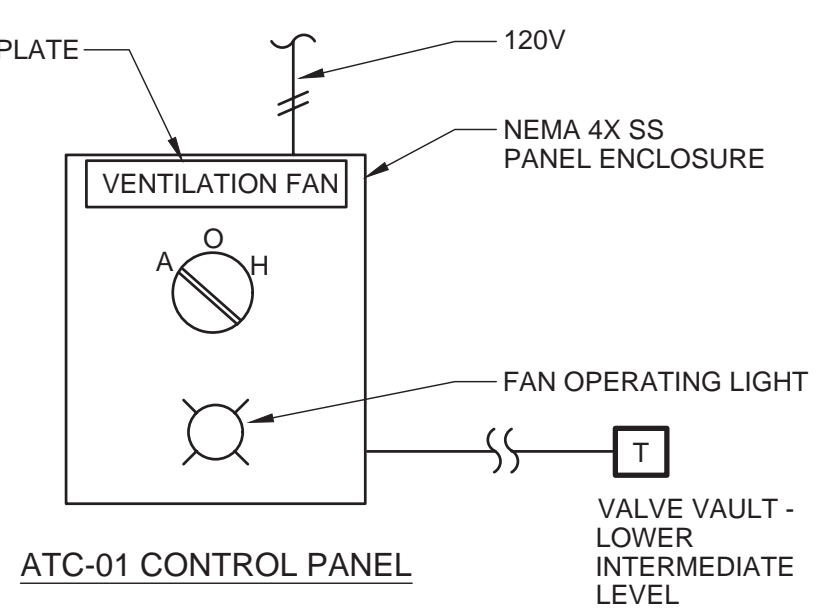 PLATE
120V
NEMA 4X SS
PANEL ENCLOSURE
VENTILATION FAN
O
A
H
FAN OPERATING LIGHT
T
VALVE VAULT -
LOWER
INTERMEDIATE
LEVEL
ATC-01 CONTROL PANEL